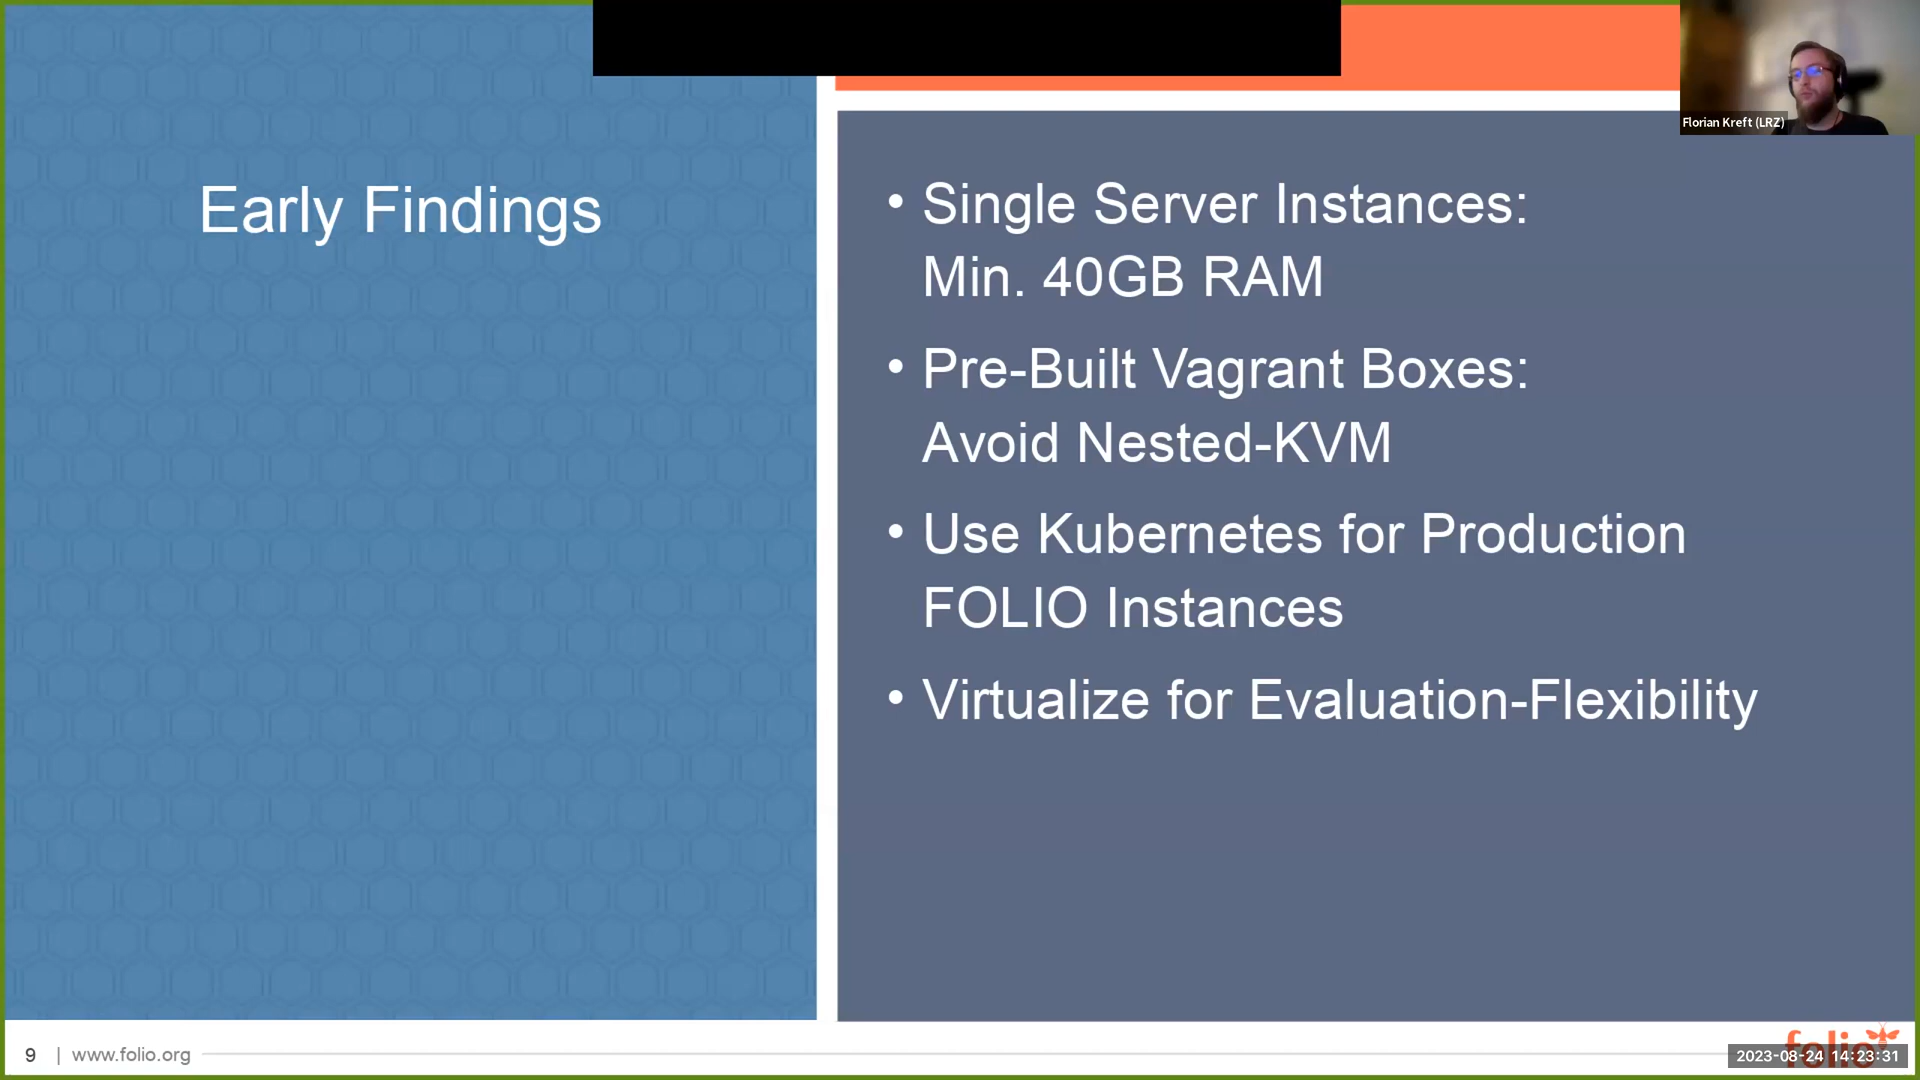 Florian Kreft (LRZ)
Early Findings
• Single Server Instances:
Min. 40GB RAM
• Pre-Built Vagrant Boxes:
Avoid Nested-KVM
• Use Kubernetes for Production
FOLIO Instances
• Virtualize for Evaluation-Flexibility
9 | www.folio.org
folio
2023-08-24 14:23:31